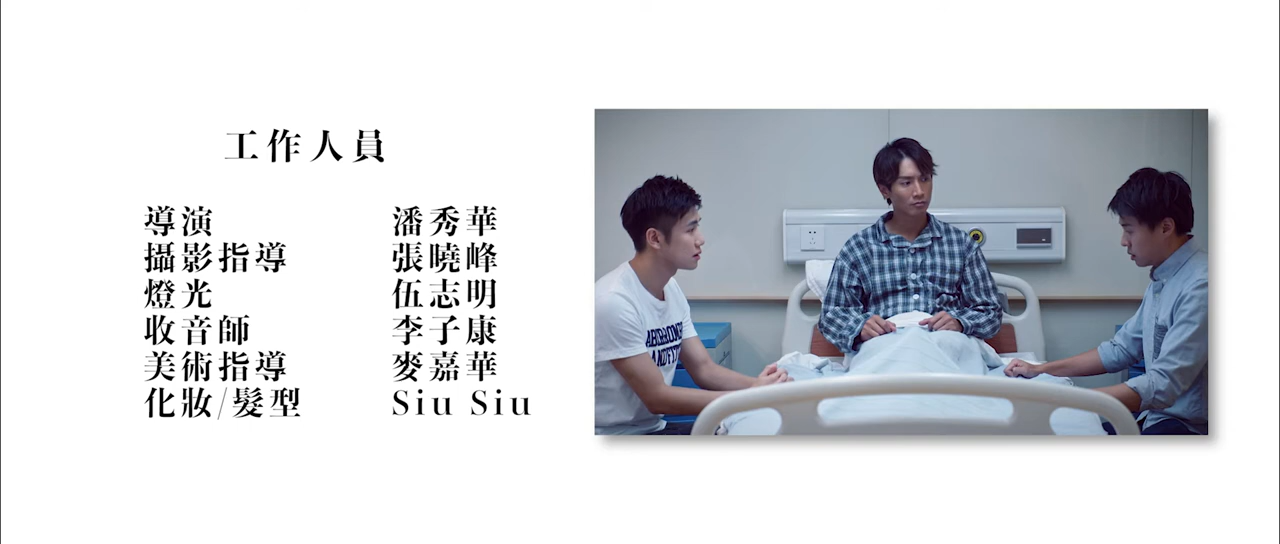 工作人員
導演 潘秀華
攝影指導 張曉峰
燈光 伍志明
收音師 李子康
美術指導 麥嘉華
化妝/髮型 Siu Siu